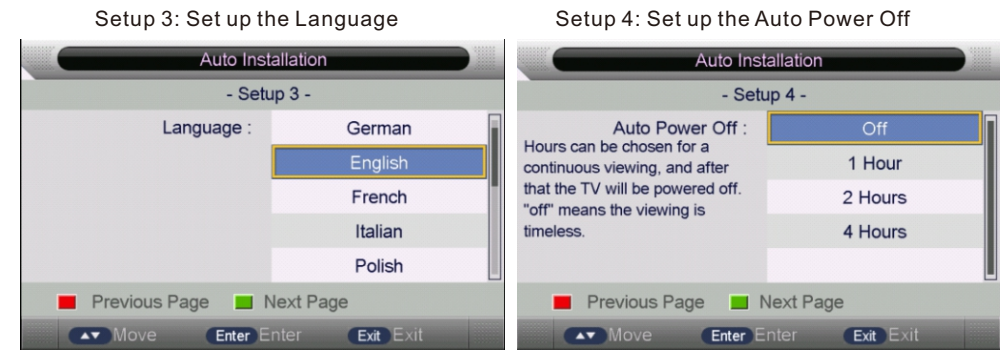 Setup 3: Set up the Language
Auto Installation
- Setup 3 -
Language :
German
English
French
Italian
Polish
Previous Page Next Page
Move Enter Enter Exit Exit
Setup 4: Set up the Auto Power Off
Auto Installation
- Setup 4 -
Auto Power Off :
Hours can be chosen for a
continuous viewing, and after
that the TV will be powered off.
"off" means the viewing is
timeless.
Off
1 Hour
2 Hours
4 Hours
Previous Page Next Page
Move Enter Enter Exit Exit